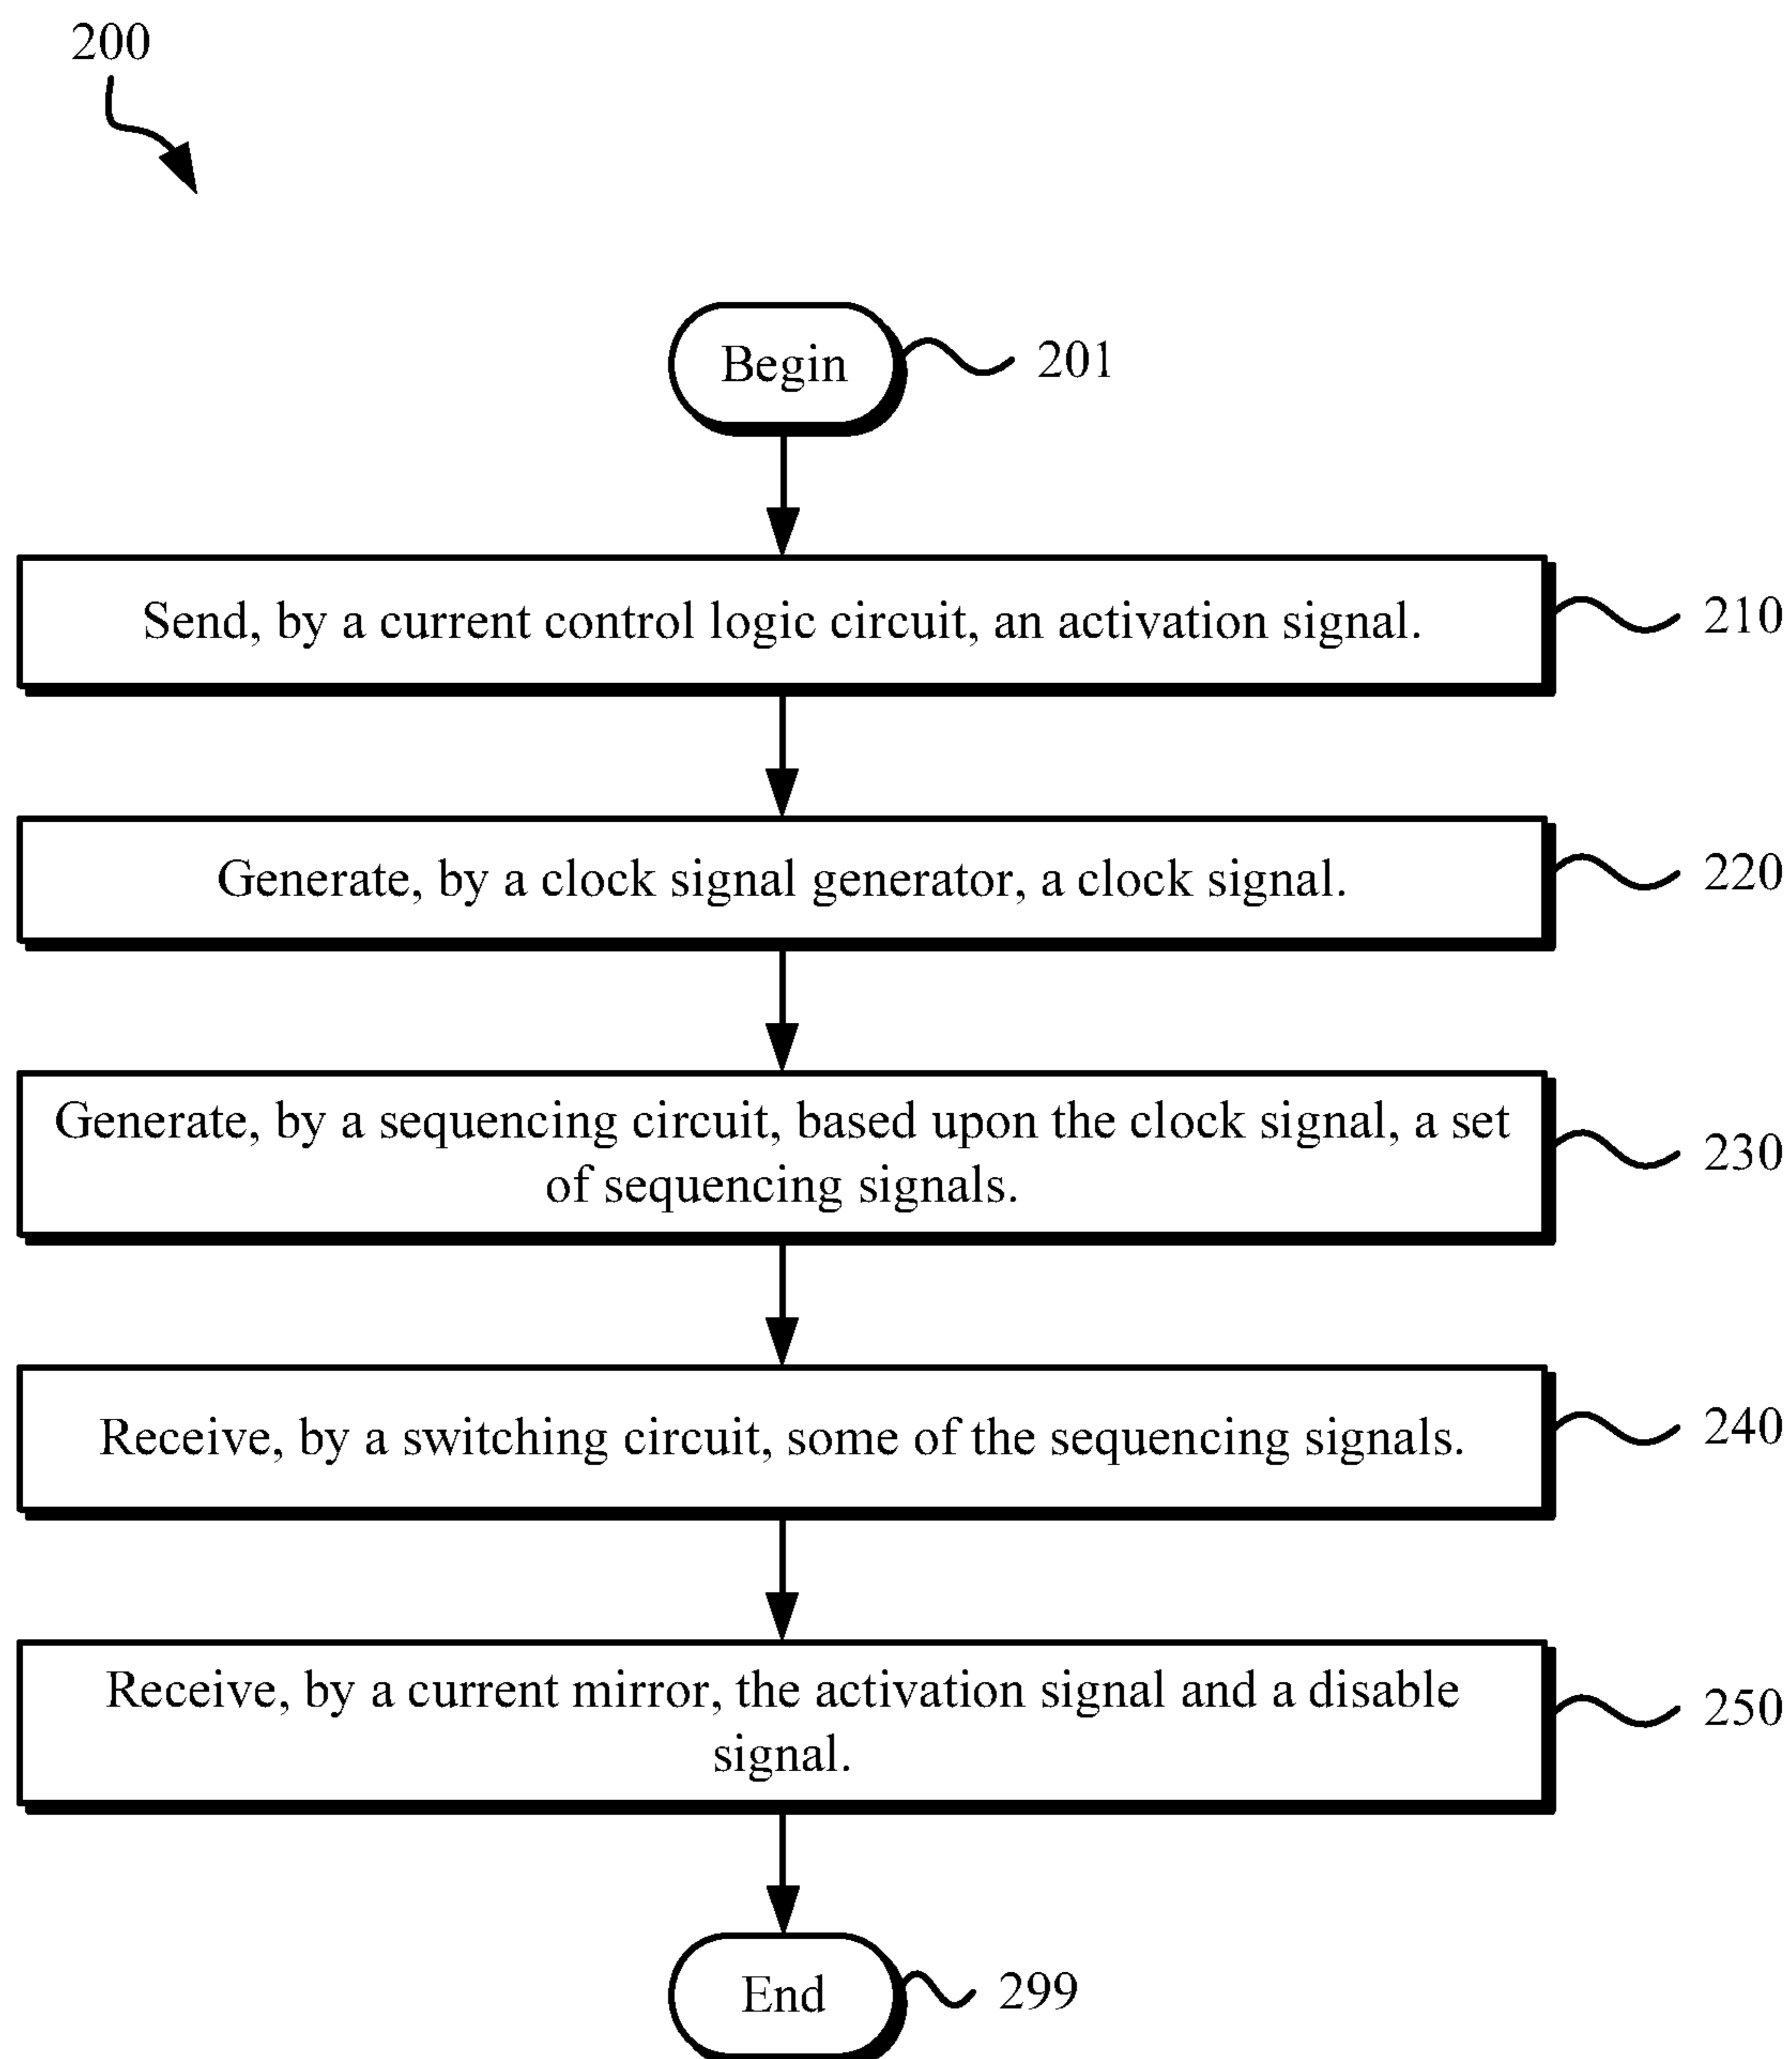 200
Begin
201
Send, by a current control logic circuit, an activation signal.
210
Generate, by a clock signal generator, a clock signal.
220
Generate, by a sequencing circuit, based upon the clock signal, a set
of sequencing signals.
230
Receive, by a switching circuit, some of the sequencing signals.
240
Receive, by a current mirror, the activation signal and a disable
signal.
250
End
299